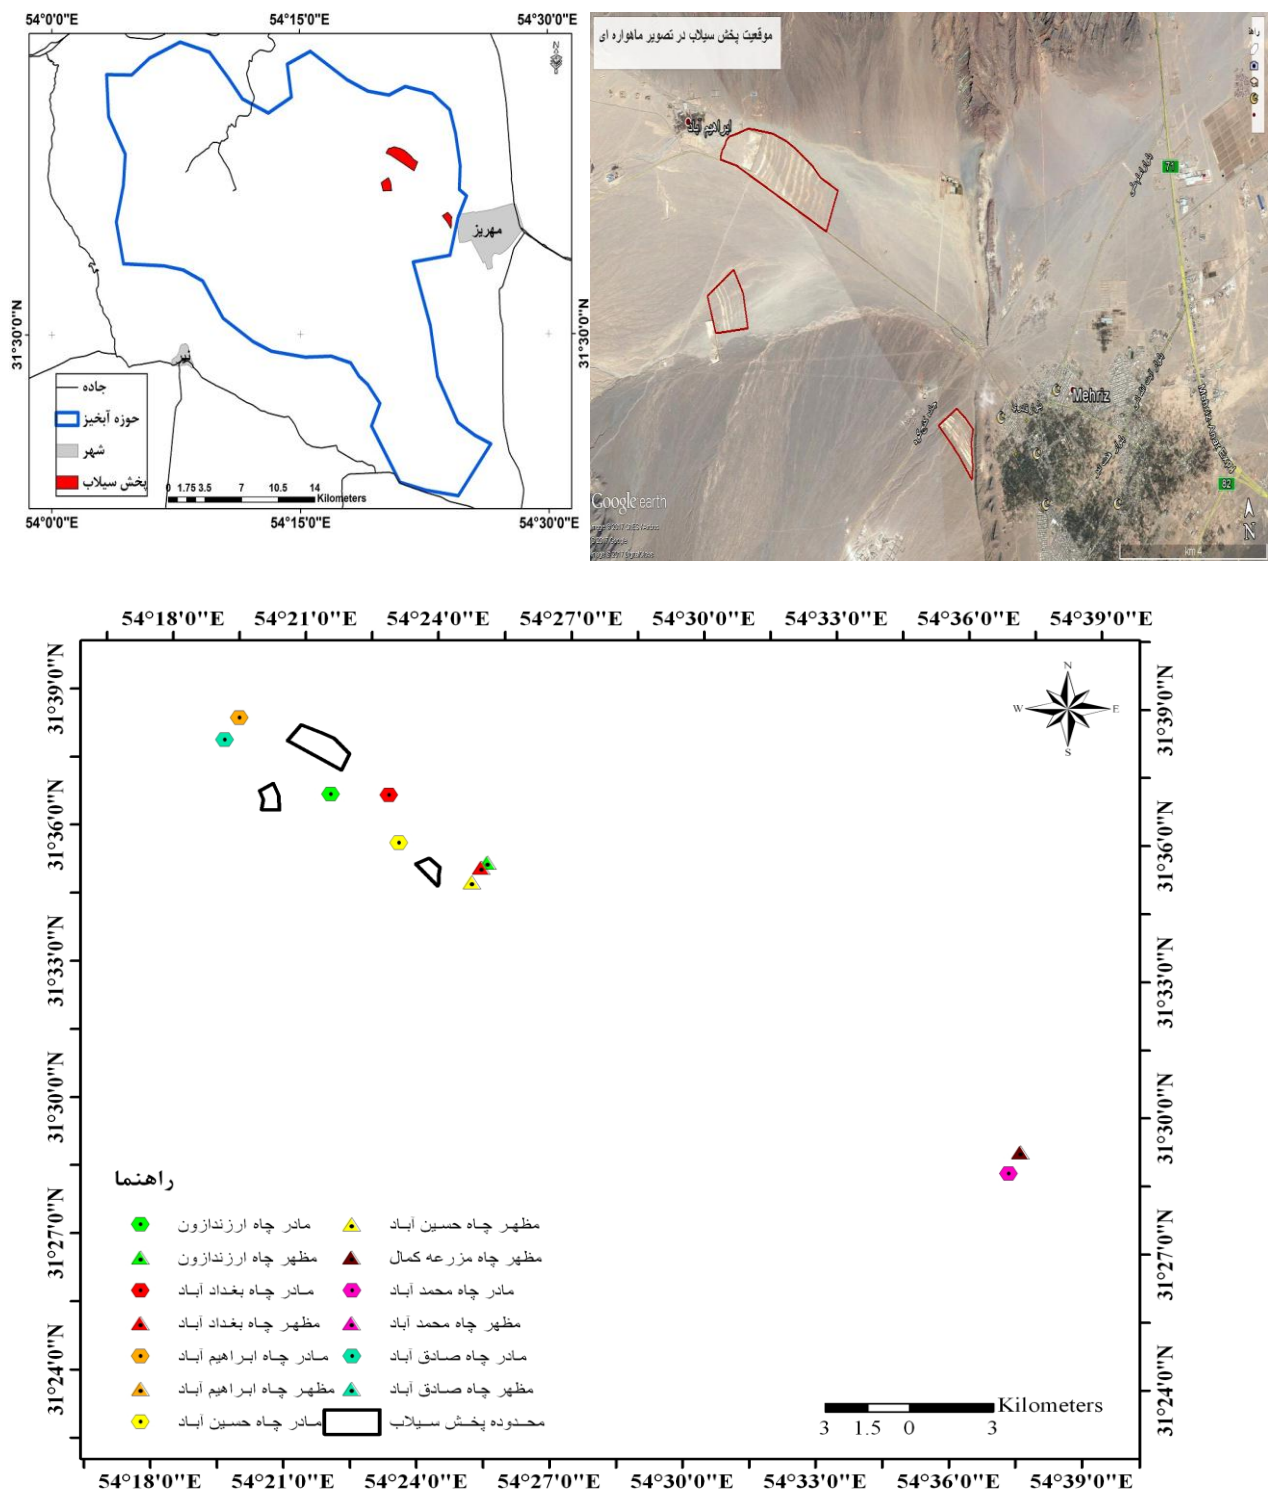 54°0'0"E
54°15'0"E
54°30'0"E
N
مهریز
31°30'0"N
31°30'0"N
نیر
جاده
حوزه آبخیز
شهر
پخش سیلاب
0 1.75 3.5 7 10.5 14
Kilometers
54°0'0"E
54°15'0"E
54°30'0"E
موقعیت پخش سیلاب در تصویر ماهواره ای
ابراهیم آباد
71
Mehriz
Mehriz-Anar Exwy
82
Google earth
N
km 4
54°18'0"E 54°21'0"E 54°24'0"E 54°27'0"E 54°30'0"E 54°33'0"E 54°36'0"E 54°39'0"E
31°39'0"N
31°36'0"N
31°33'0"N
31°30'0"N
31°27'0"N
31°24'0"N
N
W E
S
31°39'0"N
31°36'0"N
31°33'0"N
31°30'0"N
31°27'0"N
31°24'0"N
راهنما
مادر چاه ارزندازون
مظهر چاه ارزندازون
مادر چاه بغداد آباد
مظهر چاه بغداد آباد
مادر چاه ابراهیم آباد
مظهر چاه ابراهیم آباد
مادر چاه حسین آباد
مظهر چاه حسین آباد
مظهر چاه مزرعه کمال
مادر چاه محمد آباد
مظهر چاه محمد آباد
مادر چاه صادق آباد
مظهر چاه صادق آباد
محدوده پخش سیلاب
Kilometers
3 1.5 0 3
54°18'0"E 54°21'0"E 54°24'0"E 54°27'0"E 54°30'0"E 54°33'0"E 54°36'0"E 54°39'0"E